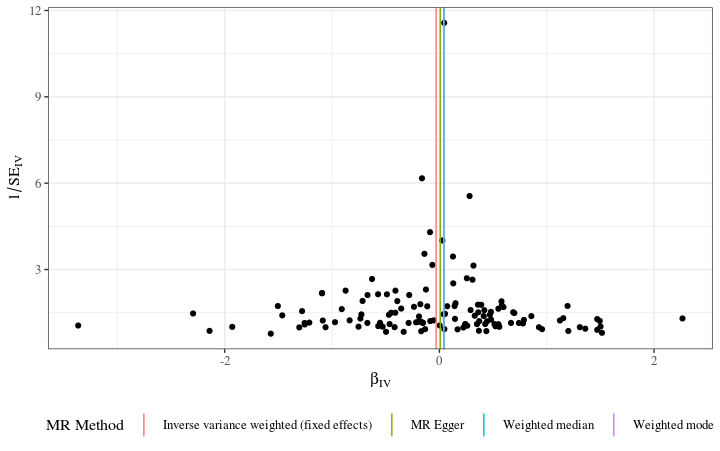 12
9
6
3
1/SE_IV
-2
0
2
β_IV
MR Method
Inverse variance weighted (fixed effects)
MR Egger
Weighted median
Weighted mode